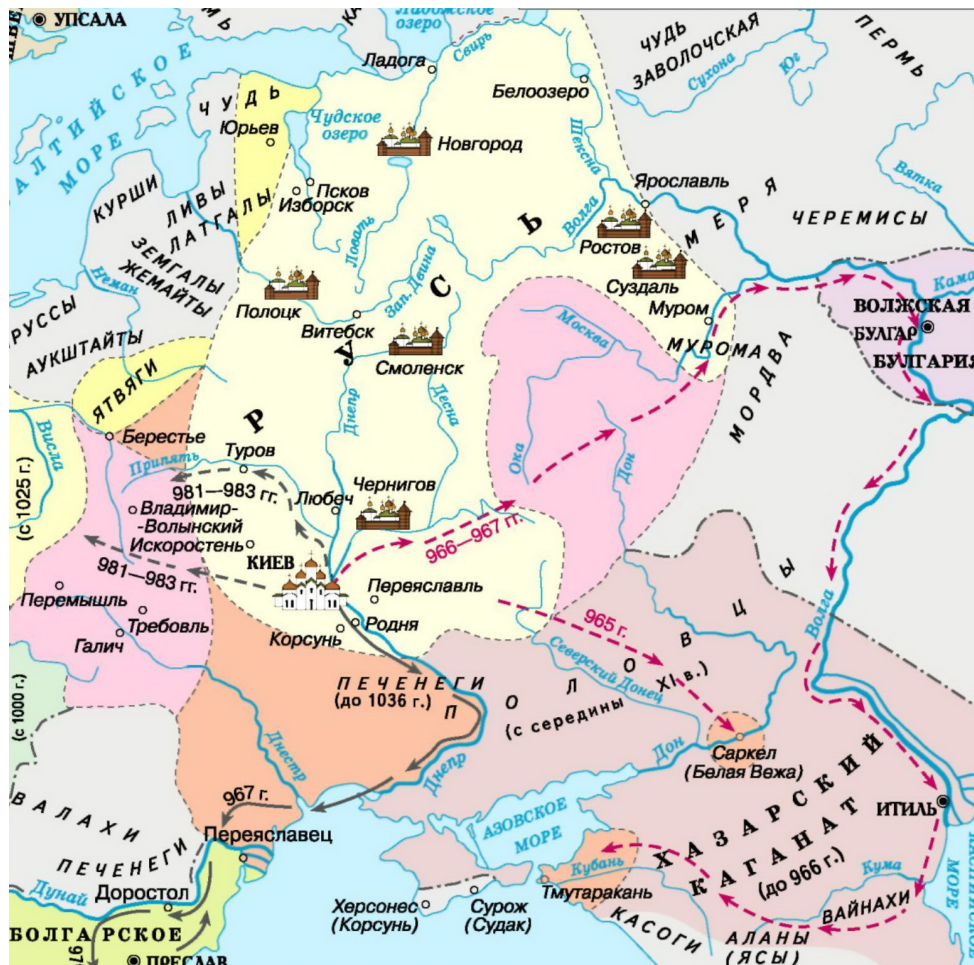 УПСАЛА
Ладожское
озеро
Свирь
Ладога
ЧУДЬ
ЗАВОЛОЧСКАЯ
Сухона
Юг
ПЕРМЬ
Белоозеро
АЛТИЙСКОЕ
МОРЕ
ЧУДЬ
Юрьев
Чудское
озеро
Новгород
Шексна
Вятка
КУРШИ
ЛИВЫ
ЛАТГАЛЫ
Псков
Изборск
Ловать
Волга
Ярославль
МЕРЯ
ЧЕРЕМИСЫ
ЗЕМГАЛЫ
ЖЕМАЙТЫ
Неман
Ростов
Суздаль
РУССЫ
АУКШТАЙТЫ
Полоцк
Витебск
Зап. Двина
РУСЬ
Смоленск
Москва
Муром
МУРОМА
МОРДВА
Кама
ВОЛЖСКАЯ
БУЛГАР
БУЛГАРИЯ
ЯТВЯГИ
Днепр
Десна
Ока
Дон
Висла
(с 1025 г.)
Берестье
Припять
Туров
981—983 гг.
Любеч
Чернигов
Владимир-
-Волынский
Искоростень
966—967 гг.
КИЕВ
981—983 гг.
Переяславль
Перемышль
Требовль
Галич
Корсунь
Родня
965 г.
Северский Донец
Волга
ПОЛОВЦЫ
(с середины XI в.)
ПЕЧЕНЕГИ
(до 1036 г.)
(с 1000 г.)
Днестр
Днепр
Дон
Саркел
(Белая Вежа)
967 г.
ВАЛАХИ
ПЕЧЕНЕГИ
Переяславец
АЗОВСКОЕ
МОРЕ
ХАЗАРСКИЙ
КАГАНАТ
(до 966 г.)
ИТИЛЬ
Кубань
Кума
Дунай
Доростол
Тмутаракань
Херсонес
(Корсунь)
Сурож
(Судак)
КАСОГИ
ВАЙНАХИ
АЛАНЫ
(ЯСЫ)
МОРЕ
БОЛГАРСКОЕ
ПРЕСЛАВ